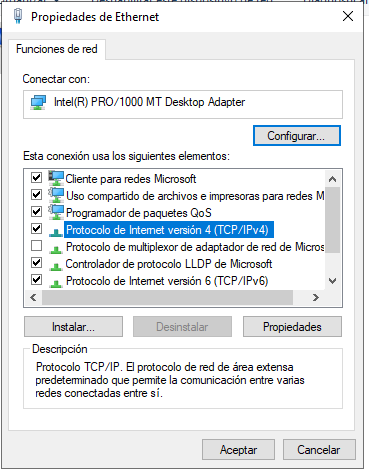 Propiedades de Ethernet
Funciones de red
Conectar con:
Intel(R) PRO/1000 MT Desktop Adapter
Configurar...
Esta conexión usa los siguientes elementos:
Cliente para redes Microsoft
Uso compartido de archivos e impresoras para redes M
Programador de paquetes QoS
Protocolo de Internet versión 4 (TCP/IPv4)
Protocolo de multiplexor de adaptador de red de Micros
Controlador de protocolo LLDP de Microsoft
Protocolo de Internet versión 6 (TCP/IPv6)
Instalar... Desinstalar Propiedades
Descripción
Protocolo TCP/IP. El protocolo de red de área extensa
predeterminado que permite la comunicación entre varias
redes conectadas entre sí.
Aceptar Cancelar